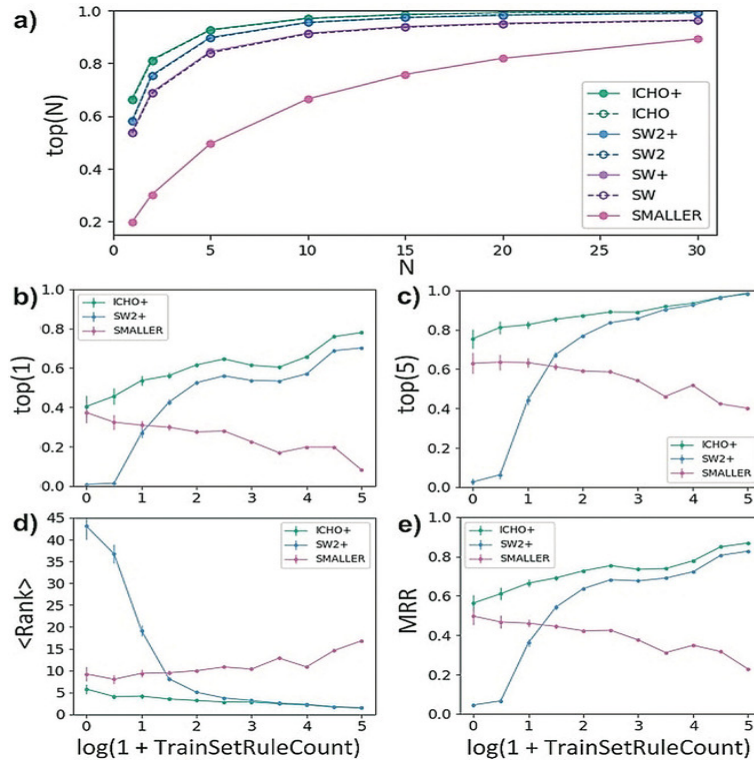 a)
top(N)
1.0
0.8
0.6
0.4
0.2
0 5 10 15 20 25 30
N
ICHO+
ICHO
SW2+
SW2
SW+
SW
SMALLER
b)
top(1)
1.0
0.8
0.6
0.4
0.2
0.0
0 1 2 3 4 5
ICHO+
SW2+
SMALLER
c)
top(5)
1.0
0.8
0.6
0.4
0.2
0.0
0 1 2 3 4 5
ICHO+
SW2+
SMALLER
d)
<Rank>
45
40
35
30
25
20
15
10
5
0
0 1 2 3 4 5
log(1 + TrainSetRuleCount)
ICHO+
SW2+
SMALLER
e)
MRR
1.0
0.8
0.6
0.4
0.2
0.0
0 1 2 3 4 5
log(1 + TrainSetRuleCount)
ICHO+
SW2+
SMALLER